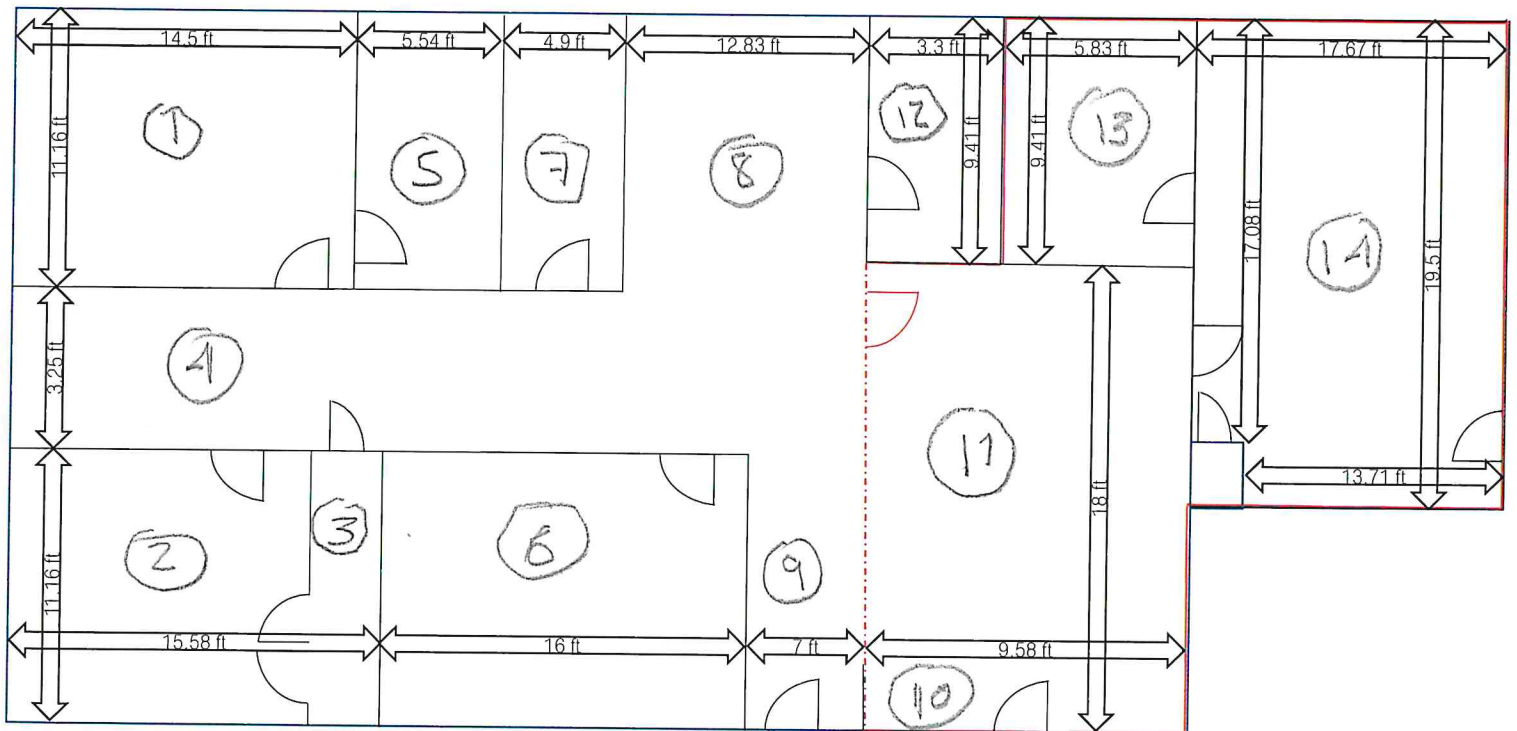 14.5 ft
5.54 ft
4.9 ft
12.83 ft
3.3 ft
5.83 ft
17.67 ft
11.16 ft
1
5
7
8
12
9.41 ft
9.41 ft
13
17.08 ft
14
19.5 ft
3.25 ft
4
11
18 ft
13.71 ft
11.16 ft
2
3
6
9
15.58 ft
16 ft
7 ft
9.58 ft
10